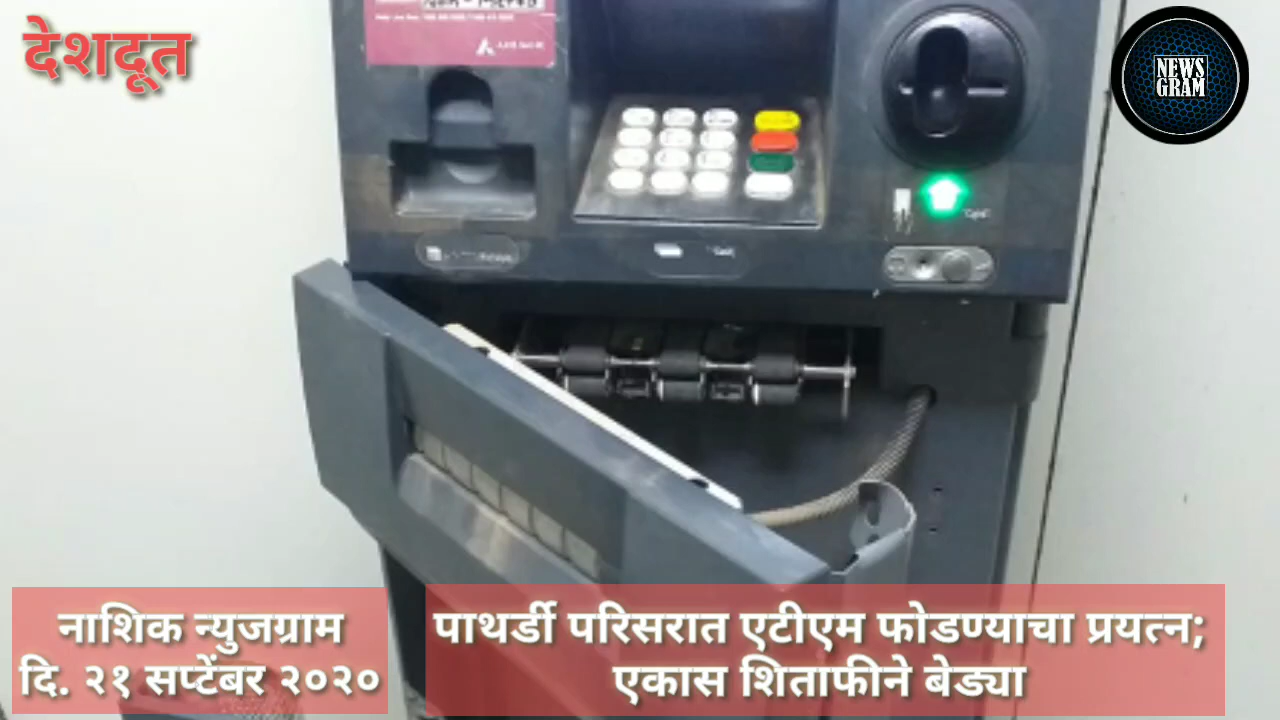 देशदूत
NEWS
GRAM
नाशिक न्युजग्राम
दि. २१ सप्टेंबर २०२०
पाथर्डी परिसरात एटीएम फोडण्याचा प्रयत्न;
एकास शिताफीने बेड्या